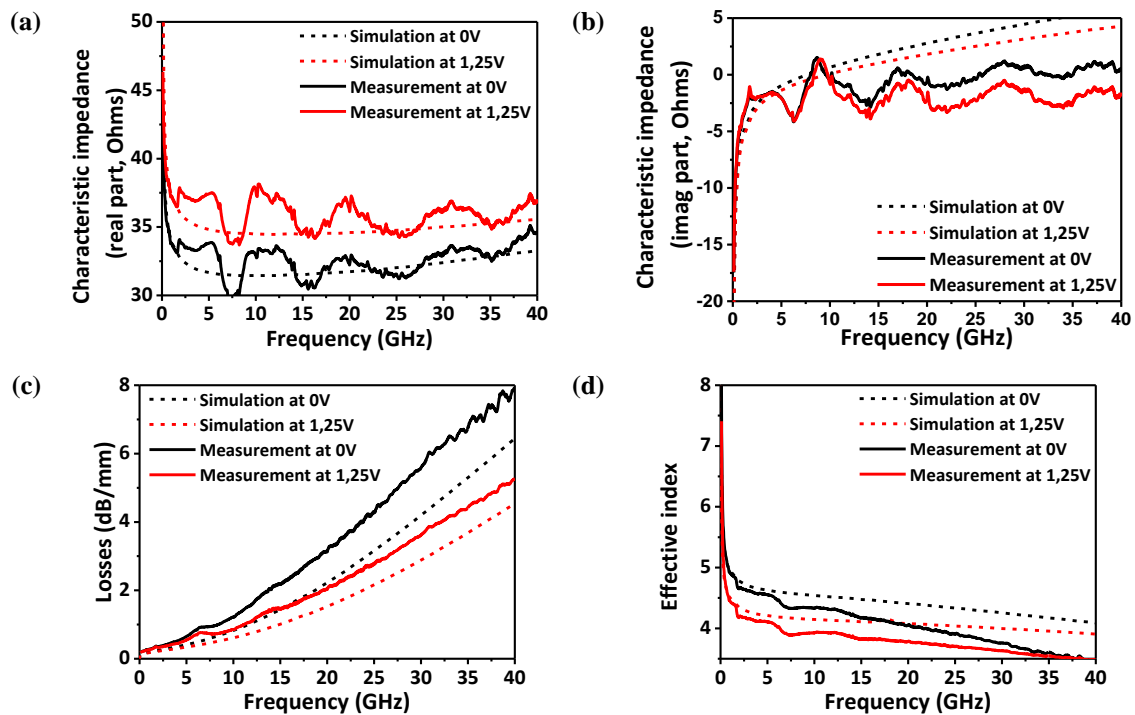 (a)
Characteristic impedance
(real part, Ohms)
50
45
40
35
30
Simulation at 0V
Simulation at 1,25V
Measurement at 0V
Measurement at 1,25V
0 5 10 15 20 25 30 35 40
Frequency (GHz)
(b)
Characteristic impedance
(imag part, Ohms)
5
0
-5
-10
-15
-20
Simulation at 0V
Simulation at 1,25V
Measurement at 0V
Measurement at 1,25V
0 5 10 15 20 25 30 35 40
Frequency (GHz)
(c)
Losses (dB/mm)
8
6
4
2
0
Simulation at 0V
Simulation at 1,25V
Measurement at 0V
Measurement at 1,25V
0 5 10 15 20 25 30 35 40
Frequency (GHz)
(d)
Effective index
8
7
6
5
4
Simulation at 0V
Simulation at 1,25V
Measurement at 0V
Measurement at 1,25V
0 5 10 15 20 25 30 35 40
Frequency (GHz)